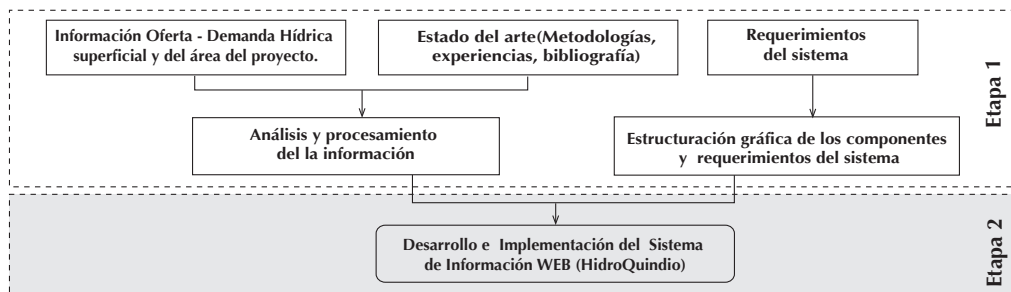 Información Oferta - Demanda Hídrica
superficial y del área del proyecto.
Estado del arte(Metodologías,
experiencias, bibliografía)
Requerimientos
del sistema
Etapa 1
Análisis y procesamiento
del la información
Estructuración gráfica de los componentes
y requerimientos del sistema
Desarrollo e Implementación del Sistema
de Información WEB (HidroQuindio)
Etapa 2